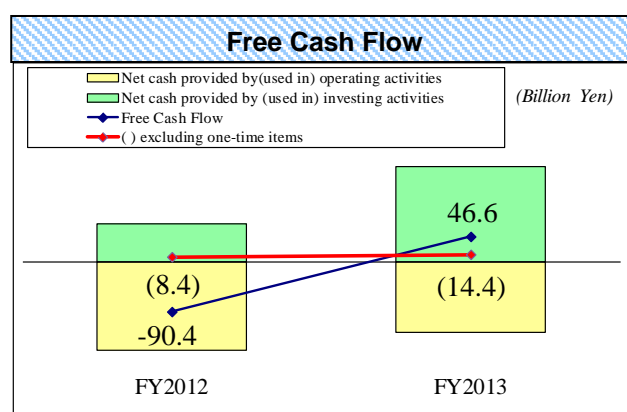 Free Cash Flow
Net cash provided by(used in) operating activities
Net cash provided by (used in) investing activities
Free Cash Flow
( ) excluding one-time items
(Billion Yen)
46.6
(8.4)
(14.4)
-90.4
FY2012
FY2013